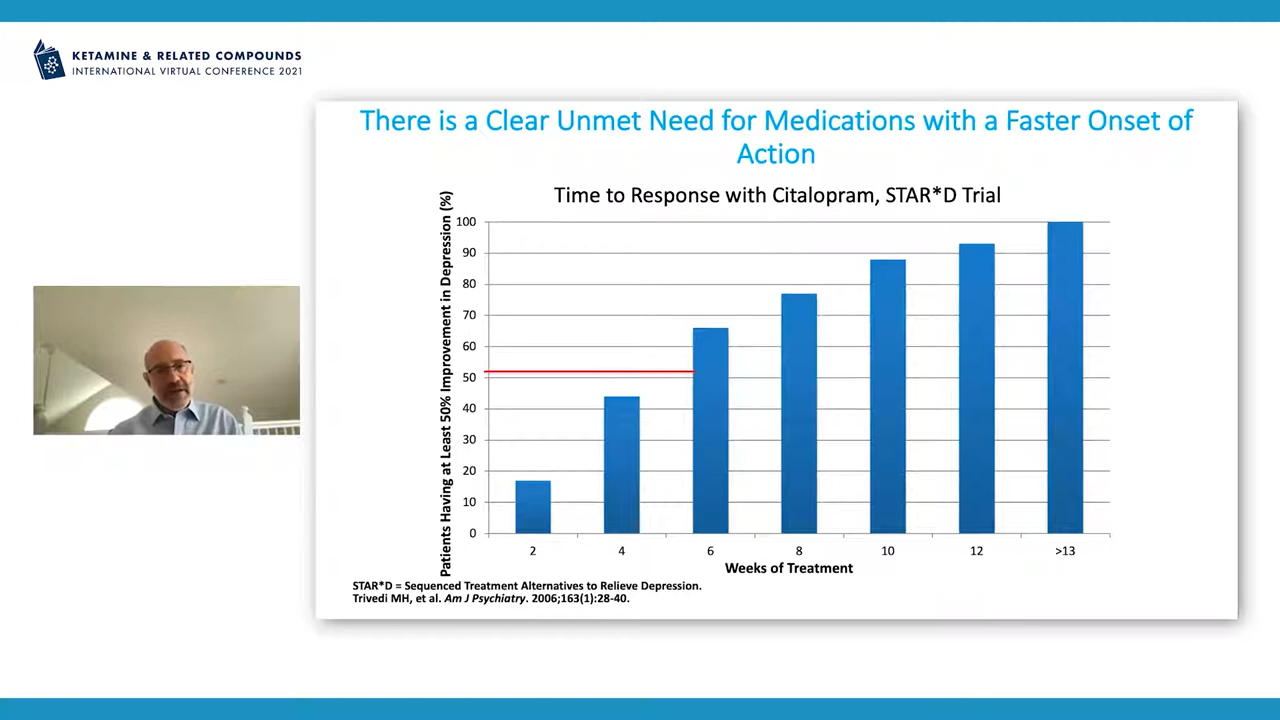 KETAMINE & RELATED COMPOUNDS
INTERNATIONAL VIRTUAL CONFERENCE 2021
There is a Clear Unmet Need for Medications with a Faster Onset of
Action
Time to Response with Citalopram, STAR*D Trial
Patients Having at Least 50% Improvement in Depression (%)
100
90
80
70
60
50
40
30
20
10
0
2 4 6 8 10 12 >13
Weeks of Treatment
STAR*D = Sequenced Treatment Alternatives to Relieve Depression.
Trivedi MH, et al. Am J Psychiatry. 2006;163(1):28-40.